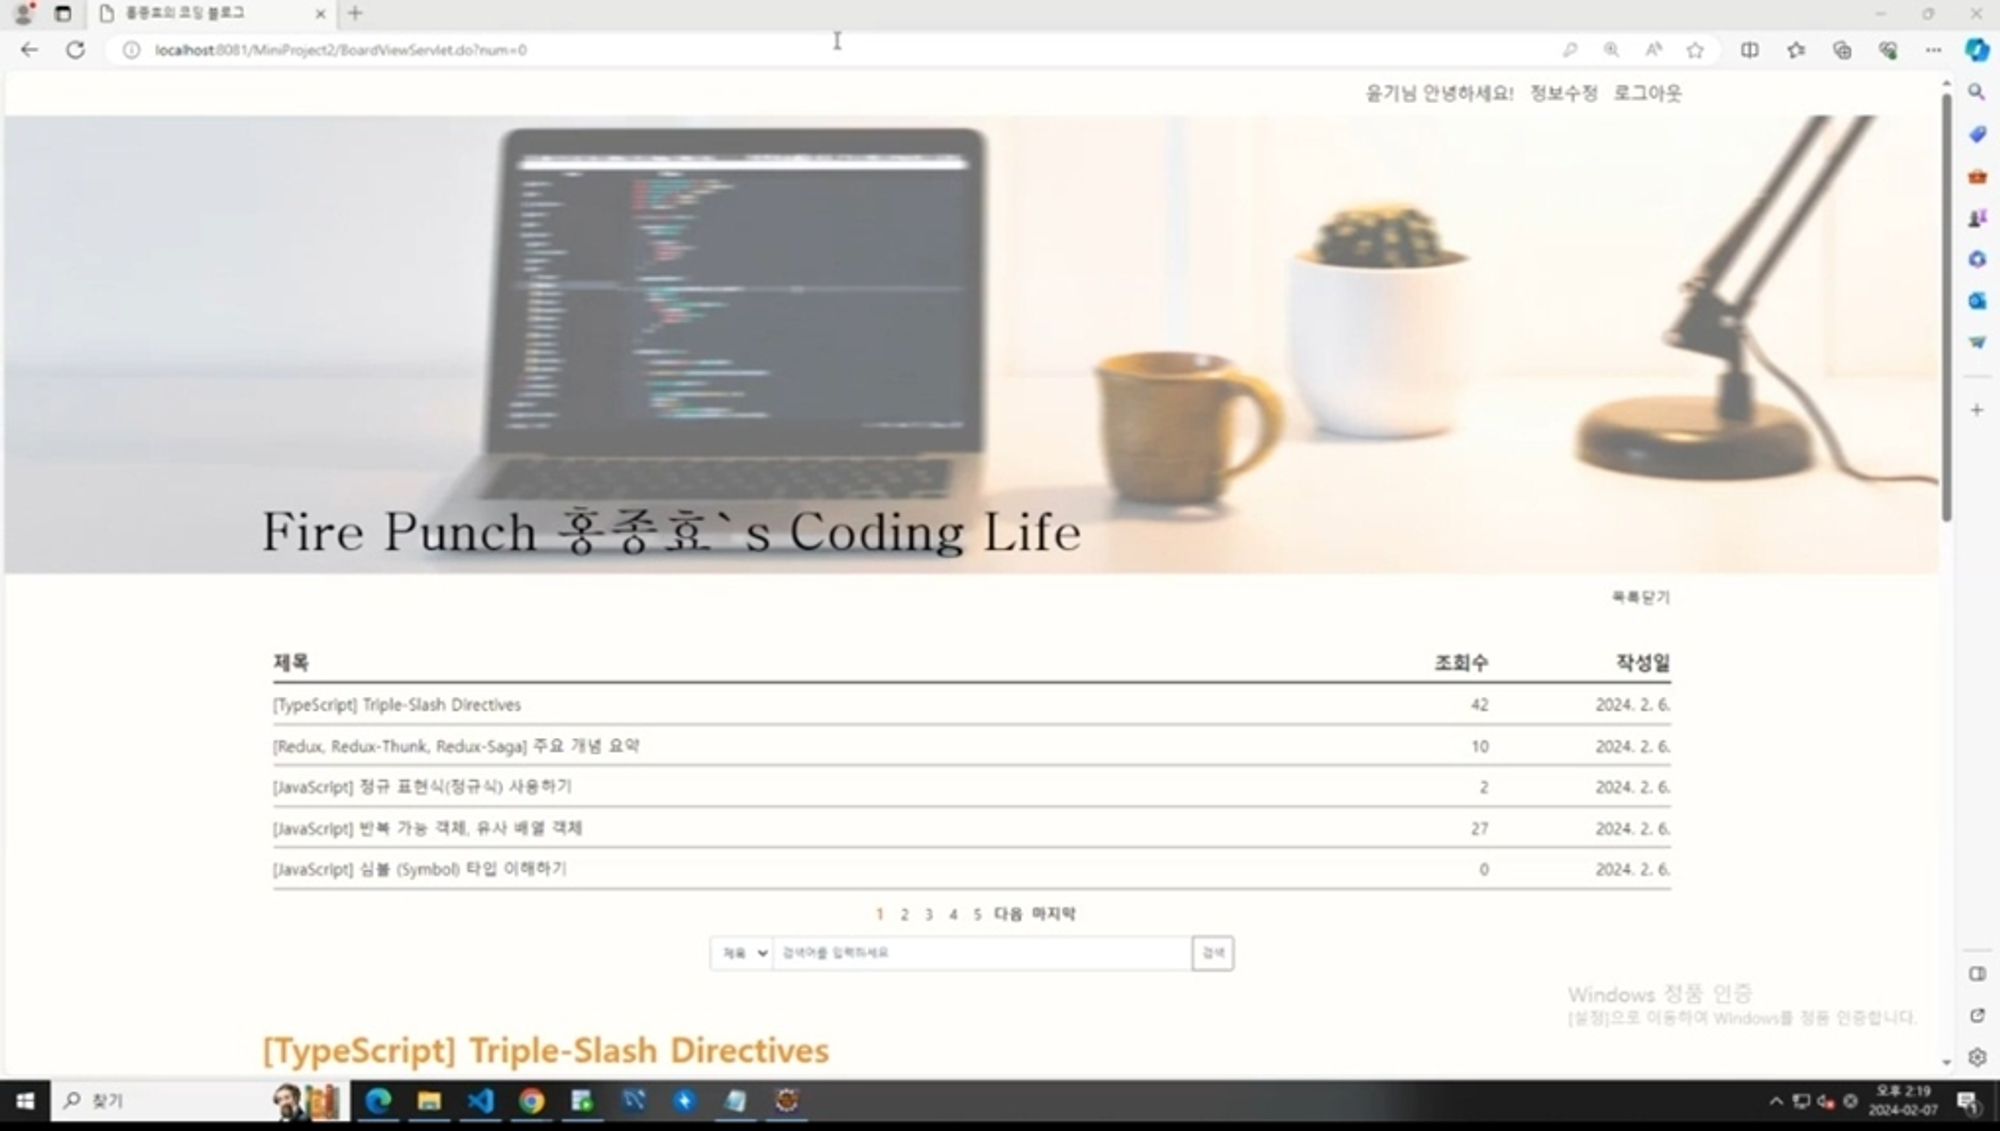 홍종효의 코딩 블로그
localhost:8081/MiniProject2/BoardViewServlet.do?num=0
윤기님 안녕하세요! 정보수정 로그아웃
Fire Punch 홍종효`s Coding Life
목록닫기
제목 조회수 작성일
[TypeScript] Triple-Slash Directives 42 2024. 2. 6.
[Redux, Redux-Thunk, Redux-Saga] 주요 개념 요약 10 2024. 2. 6.
[JavaScript] 정규 표현식(정규식) 사용하기 2 2024. 2. 6.
[JavaScript] 반복 가능 객체, 유사 배열 객체 27 2024. 2. 6.
[JavaScript] 심볼 (Symbol) 타입 이해하기 0 2024. 2. 6.
1 2 3 4 5 다음 마지막
제목 검색어를 입력하세요 검색
Windows 정품 인증
[설정]으로 이동하여 Windows를 정품 인증합니다.
[TypeScript] Triple-Slash Directives
찾기
오후 2:19
2024-02-07